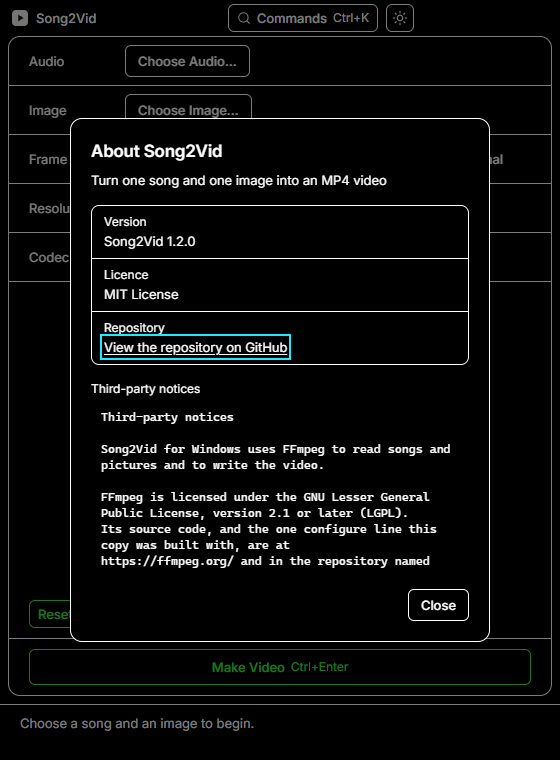 Song2Vid
Commands Ctrl+K
Audio
Choose Audio...
Image
Choose Image...
Frame
nal
Resolu
Codec
About Song2Vid
Turn one song and one image into an MP4 video
Version
Song2Vid 1.2.0
Licence
MIT License
Repository
View the repository on GitHub
Third-party notices
Third-party notices
Song2Vid for Windows uses FFmpeg to read songs and
pictures and to write the video.
FFmpeg is licensed under the GNU Lesser General
Public License, version 2.1 or later (LGPL).
Its source code, and the one configure line this
copy was built with, are at
https://ffmpeg.org/ and in the repository named
Close
Reset
Make Video Ctrl+Enter
Choose a song and an image to begin.